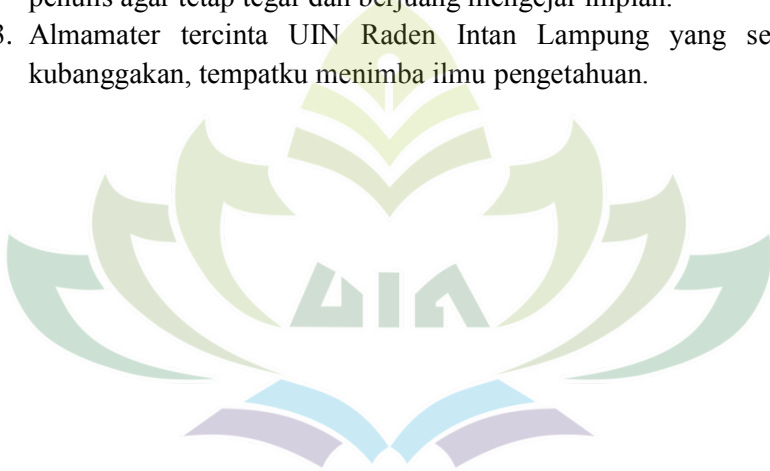 penulis agar tetap tegar dan berjuang mengejar impian.
3. Almamater tercinta UIN Raden Intan Lampung yang se
kubanggakan, tempatku menimba ilmu pengetahuan.
UIN